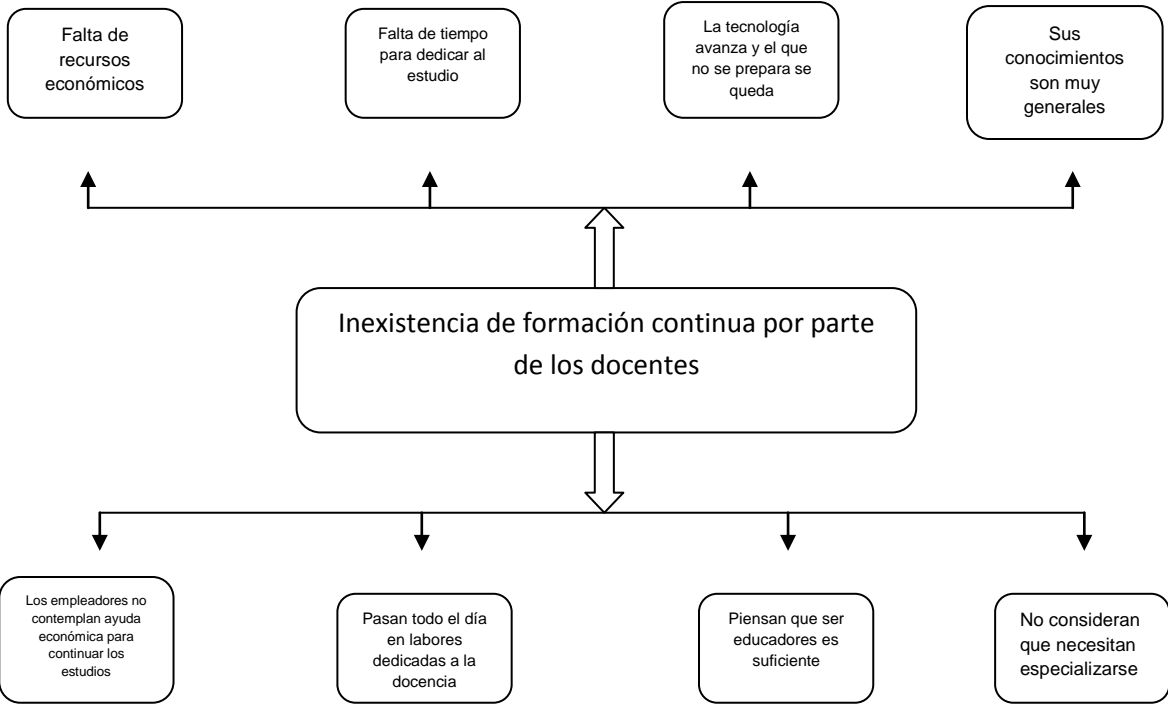 Falta de
recursos
económicos
Falta de tiempo
para dedicar al
estudio
La tecnología
avanza y el que
no se prepara se
queda
Sus
conocimientos
son muy
generales
Inexistencia de formación continua por parte
de los docentes
Los empleadores no
contemplan ayuda
económica para
continuar los
estudios
Pasan todo el día
en labores
dedicadas a la
docencia
Piensan que ser
educadores es
suficiente
No consideran
que necesitan
especializarse